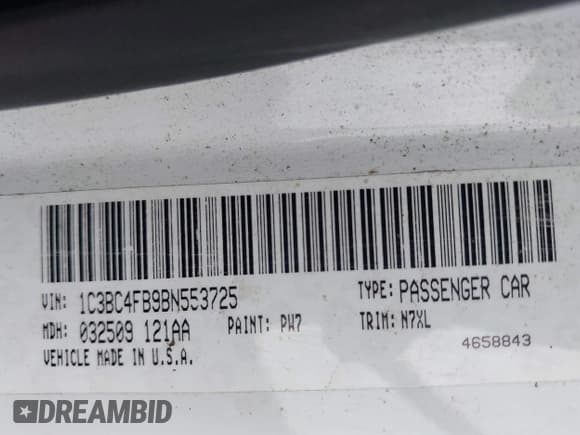 VIN: 1C3BC4FB9BN553725 TYPE: PASSENGER CAR
MDH: 032509 121AA PAINT: PW7 TRIM: N7XL
VEHICLE MADE IN U.S.A. 4658843
DREAMBID